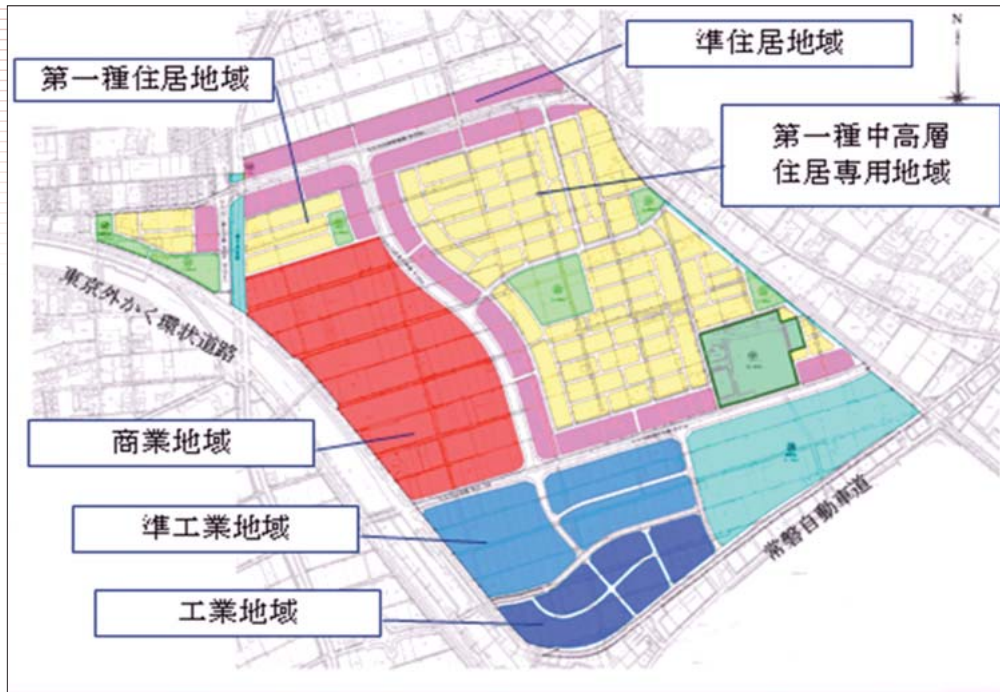 N
準住居地域
第一種住居地域
第一種中高層
住居専用地域
東京外かく環状道路
商業地域
準工業地域
常磐自動車道
工業地域